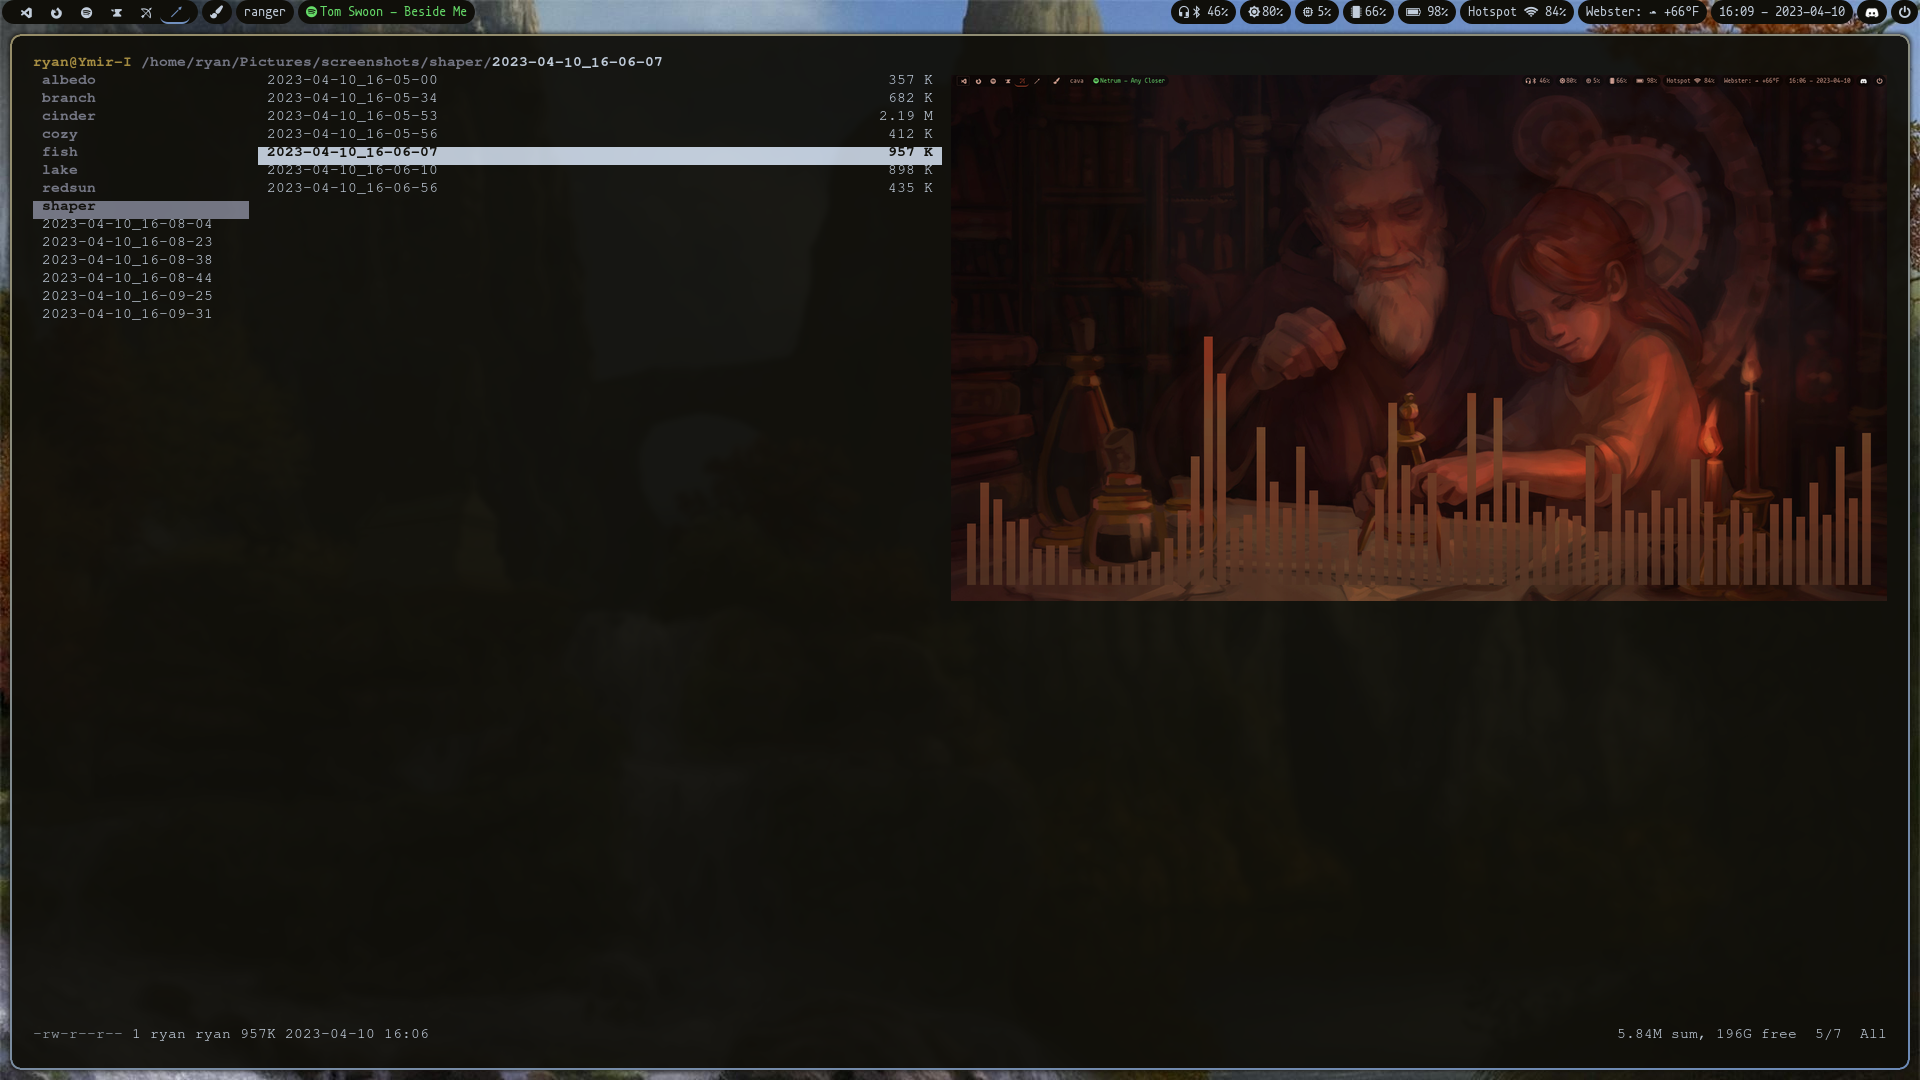 ranger Tom Swoon – Beside Me 46% 80% 5% 66% 98% Hotspot 84% Webster: +66°F 16:09 – 2023-04-10
ryan@Ymir-I /home/ryan/Pictures/screenshots/shaper/2023-04-10_16-06-07
albedo
branch
cinder
cozy
fish
lake
redsun
shaper
2023-04-10_16-08-04
2023-04-10_16-08-23
2023-04-10_16-08-38
2023-04-10_16-08-44
2023-04-10_16-09-25
2023-04-10_16-09-31
2023-04-10_16-05-00 357 K
2023-04-10_16-05-34 682 K
2023-04-10_16-05-53 2.19 M
2023-04-10_16-05-56 412 K
2023-04-10_16-06-07 957 K
2023-04-10_16-06-10 898 K
2023-04-10_16-06-56 435 K
cava Netrum – Any Closer 46% 80% 5% 66% 98% Hotspot 84% Webster: +66°F 16:06 – 2023-04-10
-rw-r--r-- 1 ryan ryan 957K 2023-04-10 16:06 5.84M sum, 196G free 5/7 All